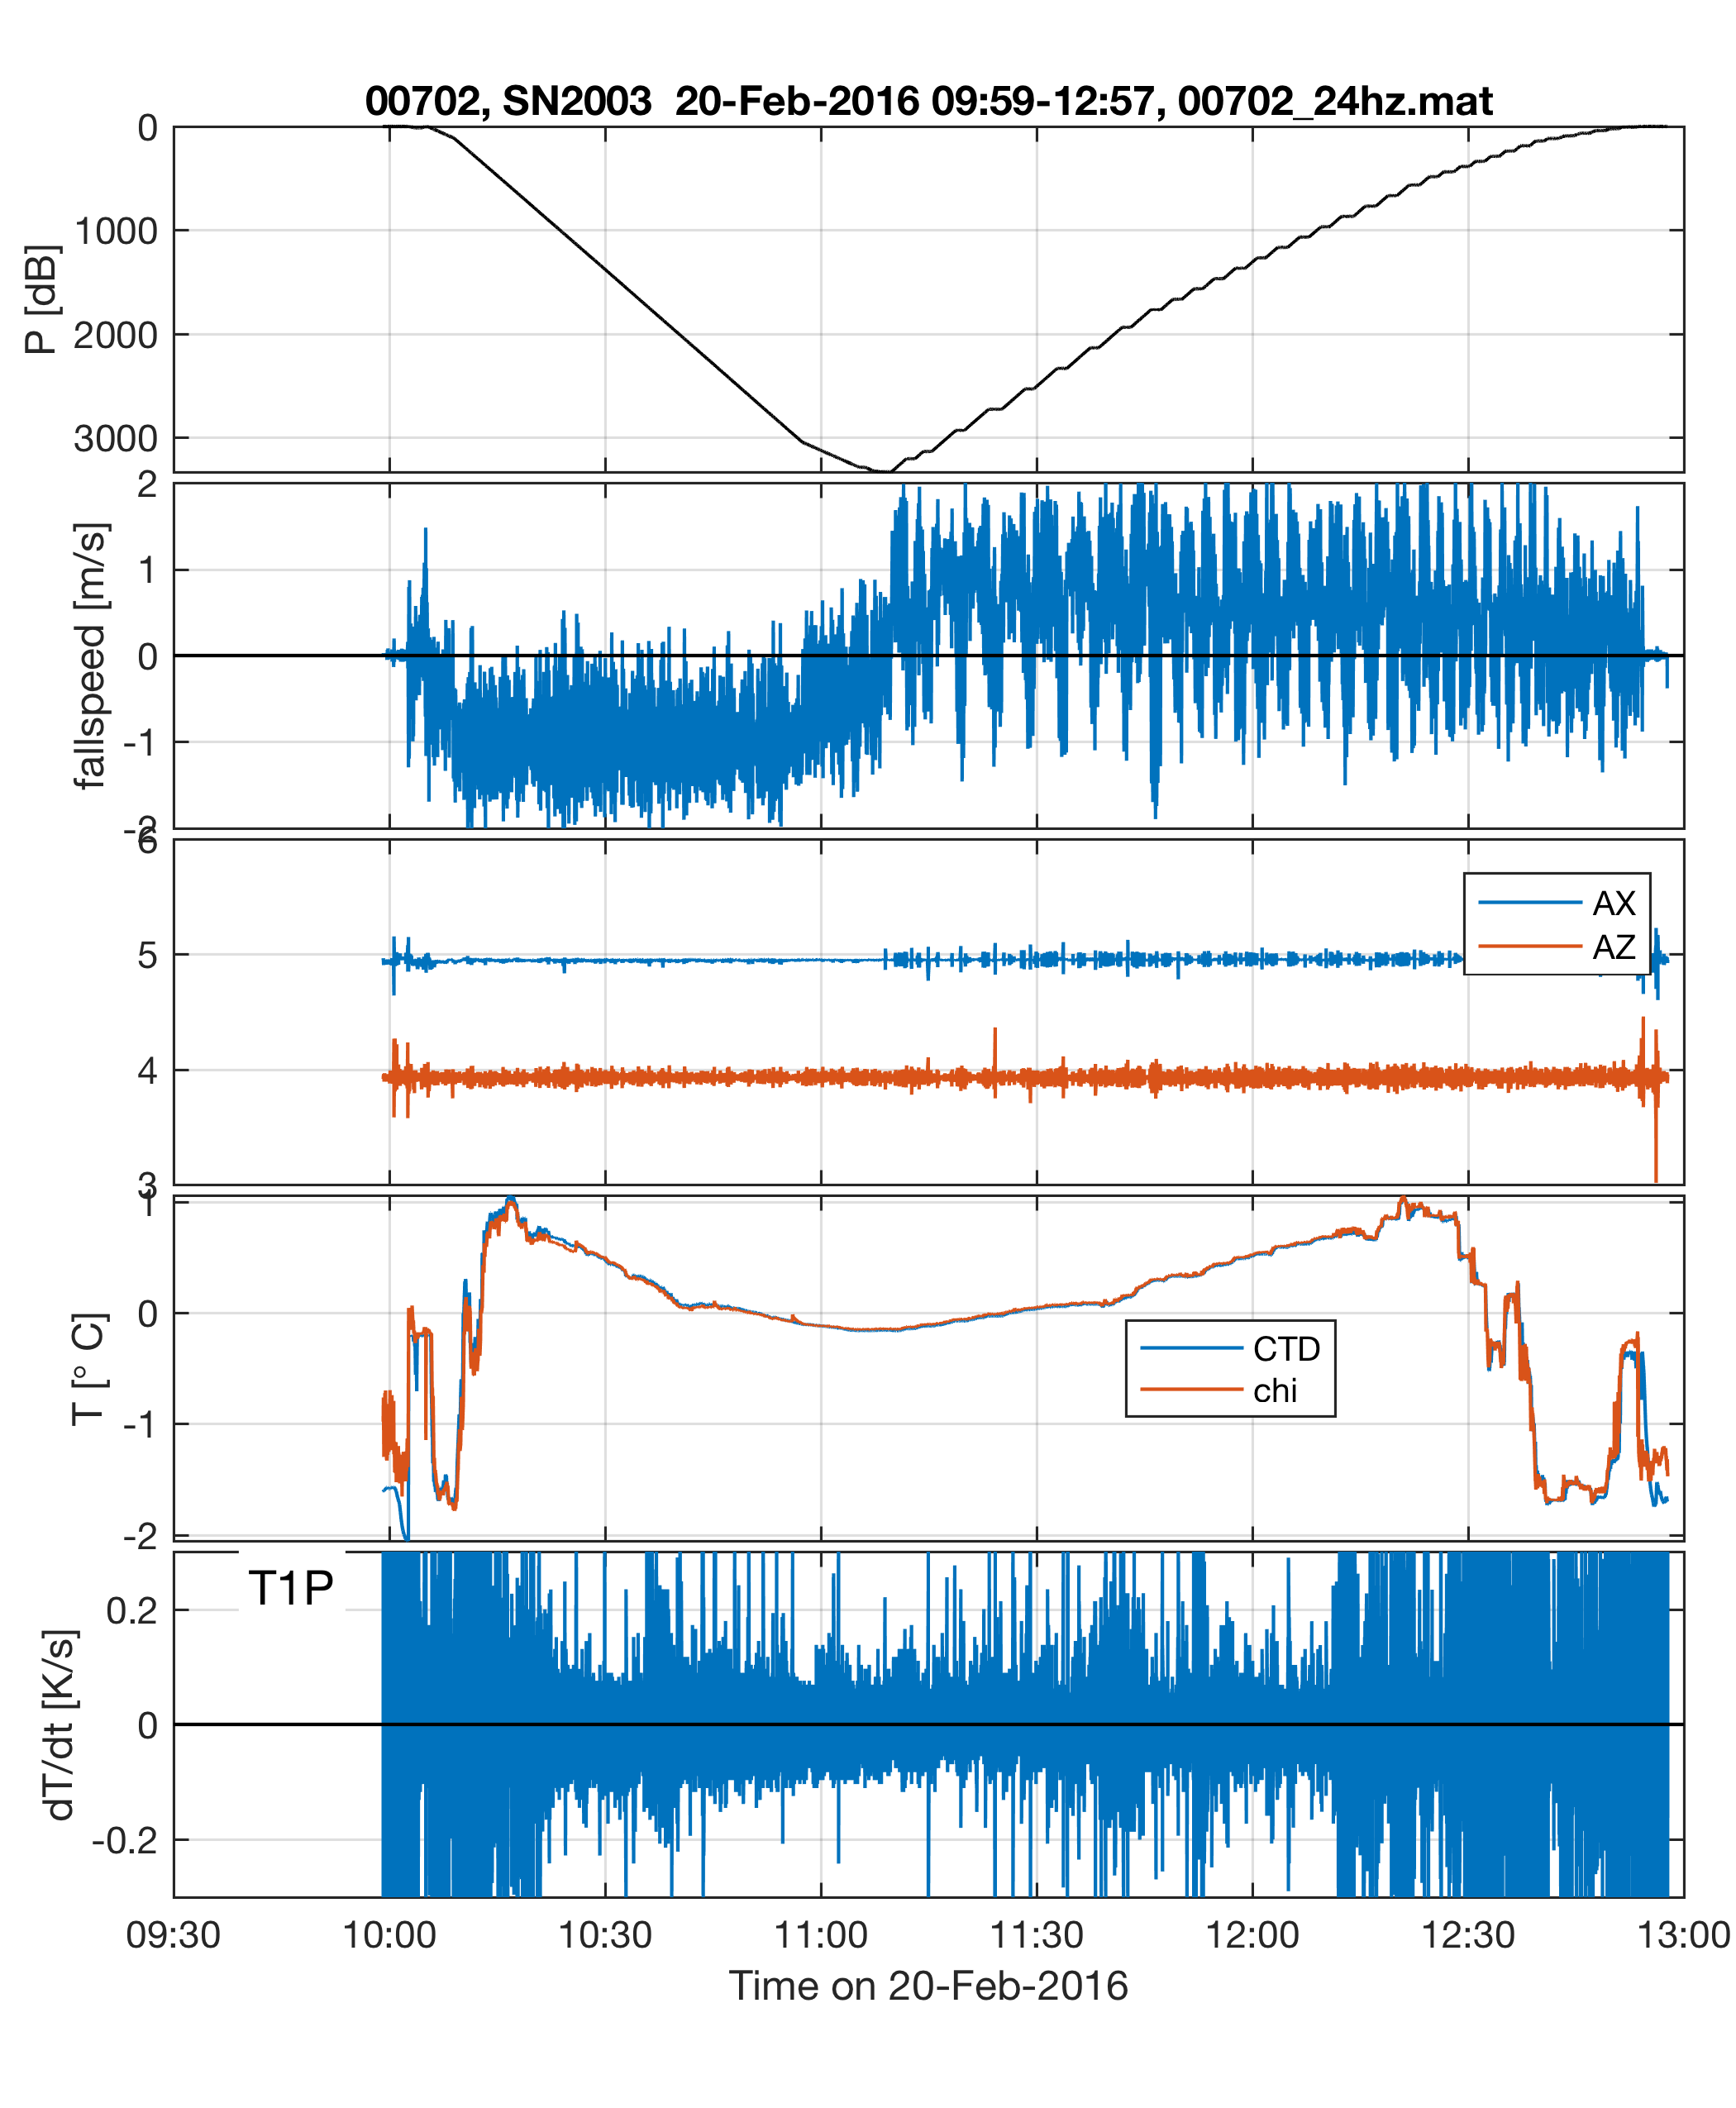 00702, SN2003  20-Feb-2016 09:59-12:57, 00702_24hz.mat
0
1000
2000
3000
P [dB]
2
1
0
-1
-2
fallspeed [m/s]
6
5
4
3
AX
AZ
1
0
-1
-2
T [° C]
CTD
chi
T1P
0.2
0
-0.2
dT/dt [K/s]
09:30 10:00 10:30 11:00 11:30 12:00 12:30 13:00
Time on 20-Feb-2016